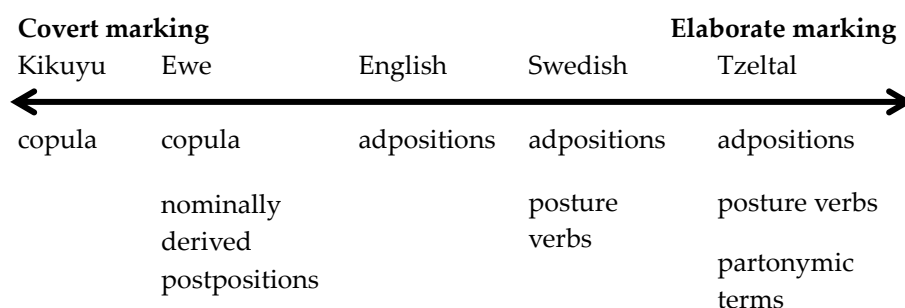 Covert marking Elaborate marking
Kikuyu Ewe English Swedish Tzeltal
copula copula adpositions adpositions adpositions
nominally posture posture verbs
derived verbs
postpositions partonymic
terms